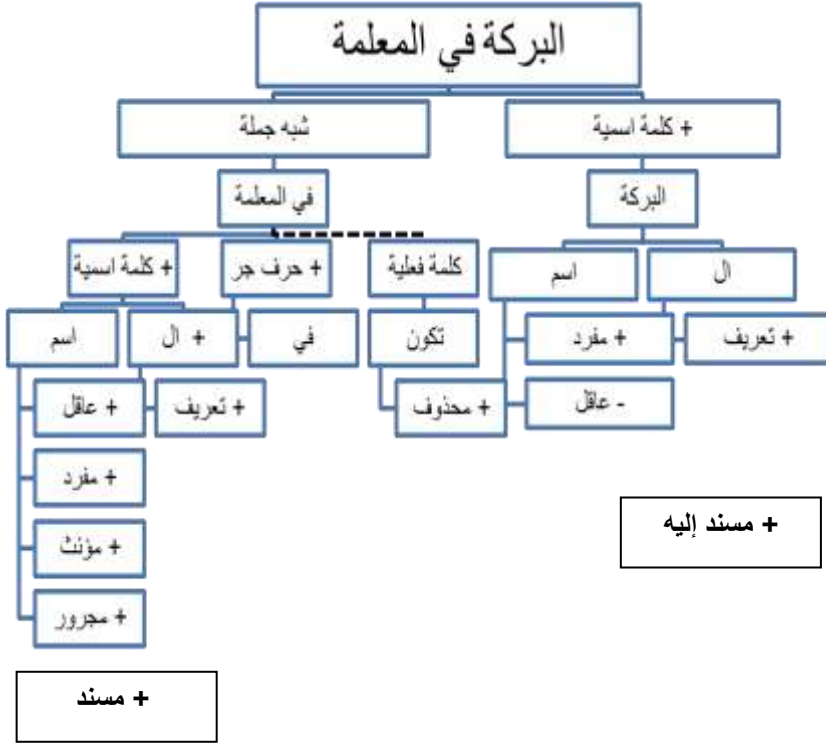 البركة في المعلمة
+ كلمة اسمية
شبه جملة
البركة
في المعلمة
ال
اسم
كلمة فعلية
+ حرف جر
+ كلمة اسمية
+ تعريف
+ مفرد
تكون
في
+ ال
اسم
- عاقل
+ محذوف
+ تعريف
+ عاقل
+ مفرد
+ مسند إليه
+ مؤنث
+ مجرور
+ مسند